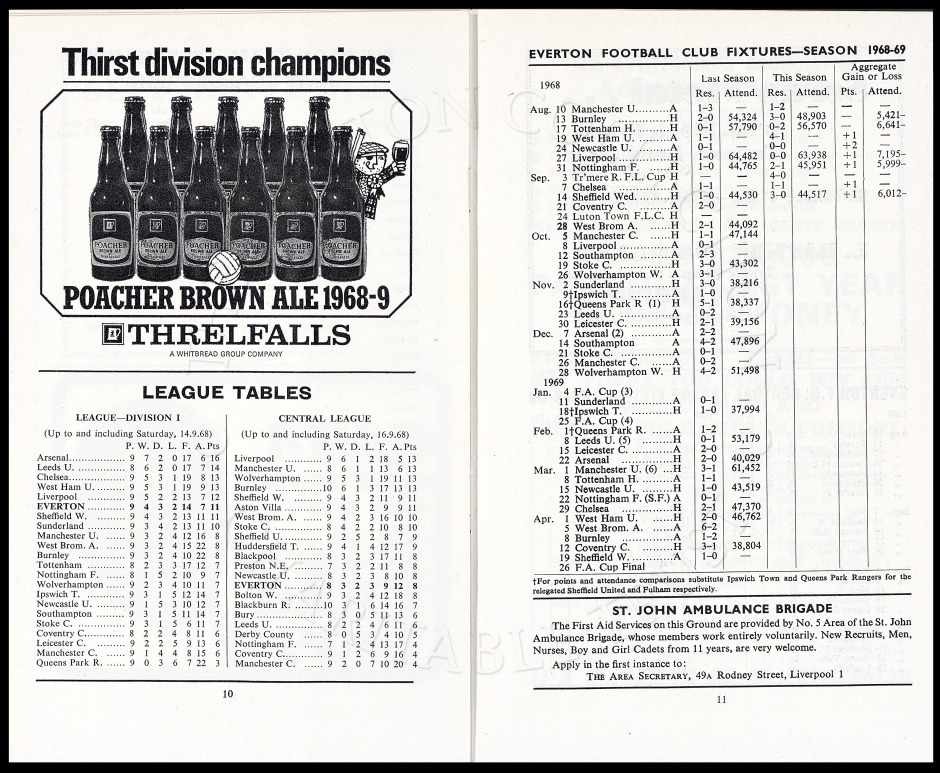 Thirst division champions
POACHER BROWN ALE
POACHER BROWN ALE
POACHER BROWN ALE
POACHER BROWN ALE
POACHER BROWN ALE
POACHER BROWN ALE
POACHER BROWN ALE 1968-9
THRELFALLS
A WHITBREAD GROUP COMPANY
LEAGUE TABLES
LEAGUE—DIVISION I
(Up to and including Saturday, 14.9.68)
P. W. D. L. F. A. Pts
Arsenal............... 9 7 2 0 17 6 16
Leeds U. ............ 8 6 2 0 17 7 14
Chelsea............... 9 5 3 1 19 8 13
West Ham U....... 9 5 3 1 19 9 13
Liverpool ......... 9 5 2 2 13 7 12
EVERTON ......... 9 4 3 2 14 7 11
Sheffield W. ...... 9 4 3 2 13 11 11
Sunderland ...... 9 3 4 2 13 11 10
Manchester U. ... 9 3 2 4 12 16 8
West Brom. A. ... 9 3 2 4 15 22 8
Burnley ............ 9 3 2 4 10 22 8
Tottenham ......... 8 2 3 3 17 12 7
Nottingham F. ... 8 1 5 2 10 9 7
Wolverhampton ... 9 2 3 4 10 11 7
Ipswich T. ......... 9 3 1 5 12 14 7
Newcastle U. ...... 9 1 5 3 10 12 7
Southampton ...... 9 3 1 5 11 14 7
Stoke C. ............ 9 3 1 5 6 11 7
Coventry C.......... 8 2 2 4 8 11 6
Leicester C. ...... 9 2 2 5 9 13 6
Manchester C. ... 9 1 4 4 8 15 6
Queens Park R. ... 9 0 3 6 7 22 3
CENTRAL LEAGUE
(Up to and including Saturday, 16.9.68)
P. W. D. L. F. A. Pts
Liverpool ............ 9 6 1 2 18 5 13
Manchester U. ... 8 6 1 1 13 6 13
Wolverhampton ... 9 5 3 1 19 11 13
Burnley ............ 10 6 1 3 17 13 13
Sheffield W. ...... 9 4 3 2 11 9 11
Aston Villa ...... 9 4 3 2 9 9 11
West Brom. A. ... 9 4 2 3 16 10 10
Stoke C. ............ 8 4 2 2 10 8 10
Sheffield U. ...... 9 2 5 2 8 7 9
Huddersfield T. ... 9 4 1 4 12 17 9
Blackpool ......... 8 3 2 3 17 11 8
Preston N.E. ...... 7 3 2 2 11 8 8
Newcastle U. ...... 8 3 2 3 8 10 8
EVERTON ......... 8 3 2 3 9 12 8
Bolton W. ......... 9 3 2 4 12 18 8
Blackburn R. ...... 10 3 1 6 14 16 7
Bury .................. 8 3 0 5 11 13 6
Leeds U. ............ 8 2 2 4 6 11 6
Derby County ... 8 0 5 3 4 10 5
Nottingham F. ... 7 1 2 4 13 17 4
Coventry C.......... 9 1 2 6 9 16 4
Manchester C. ... 9 2 0 7 10 20 4
10
EVERTON FOOTBALL CLUB FIXTURES—SEASON 1968-69
1968 Last Season This Season Aggregate Gain or Loss
Res. Attend. Res. Attend. Pts. Attend.
Aug. 10 Manchester U..........A 1–3 — 1–2 — — —
13 Burnley ..................H 2–0 54,324 3–0 48,903 — 5,421–
17 Tottenham H. .........H 0–1 57,790 0–2 56,570 — 6,641–
19 West Ham U. .........A 1–1 — 4–1 — +1 —
24 Newcastle U. .........A 0–1 — 0–0 — +2 —
27 Liverpool ...............H 1–0 64,482 0–0 63,938 +1 7,195–
31 Nottingham F. ......H 1–0 44,765 2–1 45,951 +1 5,999–
Sep. 3 Tr'mere R. F.L. Cup H — — 4–0 — — —
7 Chelsea ..................A 1–1 — 1–1 — +1 —
14 Sheffield Wed. .........H 1–0 44,530 3–0 44,517 +1 6,012–
21 Coventry C. .........A 2–0 —
24 Luton Town F.L.C. H — —
28 West Brom A. ......H 2–1 44,092
Oct. 5 Manchester C. ......H 1–1 47,144
8 Liverpool ...............A 0–1 —
12 Southampton .........A 2–3 —
19 Stoke C. ...............H 3–0 43,302
26 Wolverhampton W. A 3–1 —
Nov. 2 Sunderland ............H 3–0 38,216
9†Ipswich T. ............A 1–0 —
16†Queens Park R (1) H 5–1 38,337
23 Leeds U. ...............A 0–2 —
30 Leicester C. .........H 2–1 39,156
Dec. 7 Arsenal (2) ............A 2–2 —
14 Southampton .........H 4–2 47,896
21 Stoke C. ...............A 0–1 —
26 Manchester C. ......A 0–2 —
28 Wolverhampton W. H 4–2 51,498
1969
Jan. 4 F.A. Cup (3)
11 Sunderland ............A 0–1 —
18†Ipswich T. ............H 1–0 37,994
25 F.A. Cup (4)
Feb. 1†Queens Park R. ......A 1–2 —
8 Leeds U. (5) .........H 0–1 53,179
15 Leicester C. .........A 2–0 —
22 Arsenal ..................H 2–0 40,029
Mar. 1 Manchester U. (6) ...H 3–1 61,452
8 Tottenham H. .........A 1–1 —
15 Newcastle U. .........H 1–0 43,519
22 Nottingham F. (S.F.) A 0–1 —
29 Chelsea ..................H 2–1 47,370
Apr. 1 West Ham U. .........H 2–0 46,762
5 West Brom. A. ......A 6–2 —
8 Burnley ..................A 1–2 —
12 Coventry C. .........H 3–1 38,804
19 Sheffield W. .........A 1–0 —
26 F.A. Cup Final
†For points and attendance comparisons substitute Ipswich Town and Queens Park Rangers for the
relegated Sheffield United and Fulham respectively.
ST. JOHN AMBULANCE BRIGADE
The First Aid Services on this Ground are provided by No. 5 Area of the St. John
Ambulance Brigade, whose members work entirely voluntarily. New Recruits, Men,
Nurses, Boy and Girl Cadets from 11 years, are very welcome.
Apply in the first instance to:
THE AREA SECRETARY, 49A Rodney Street, Liverpool 1
11